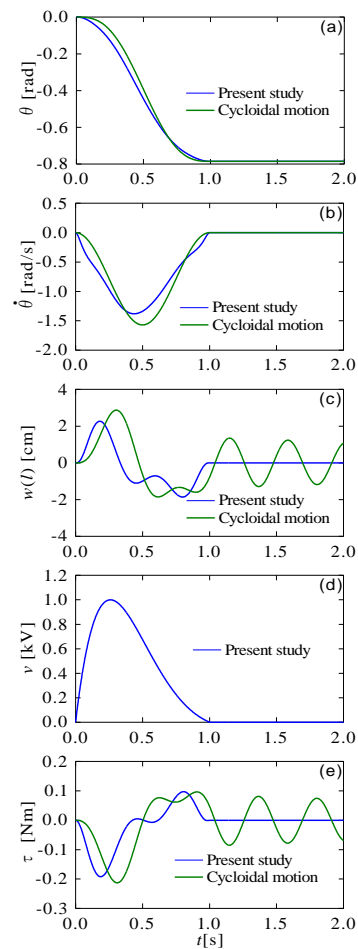 (a)
θ [rad]
0.0
-0.2
-0.4
-0.6
-0.8
Present study
Cycloidal motion
0.0 0.5 1.0 1.5 2.0
(b)
θ̇ [rad/s]
0.5
0.0
-0.5
-1.0
-1.5
-2.0
Present study
Cycloidal motion
0.0 0.5 1.0 1.5 2.0
(c)
w(l) [cm]
4
2
0
-2
-4
Present study
Cycloidal motion
0.0 0.5 1.0 1.5 2.0
(d)
v [kV]
1.2
1.0
0.8
0.6
0.4
0.2
0.0
Present study
0.0 0.5 1.0 1.5 2.0
(e)
τ [Nm]
0.2
0.1
0.0
-0.1
-0.2
-0.3
Present study
Cycloidal motion
0.0 0.5 1.0 1.5 2.0
t[s]